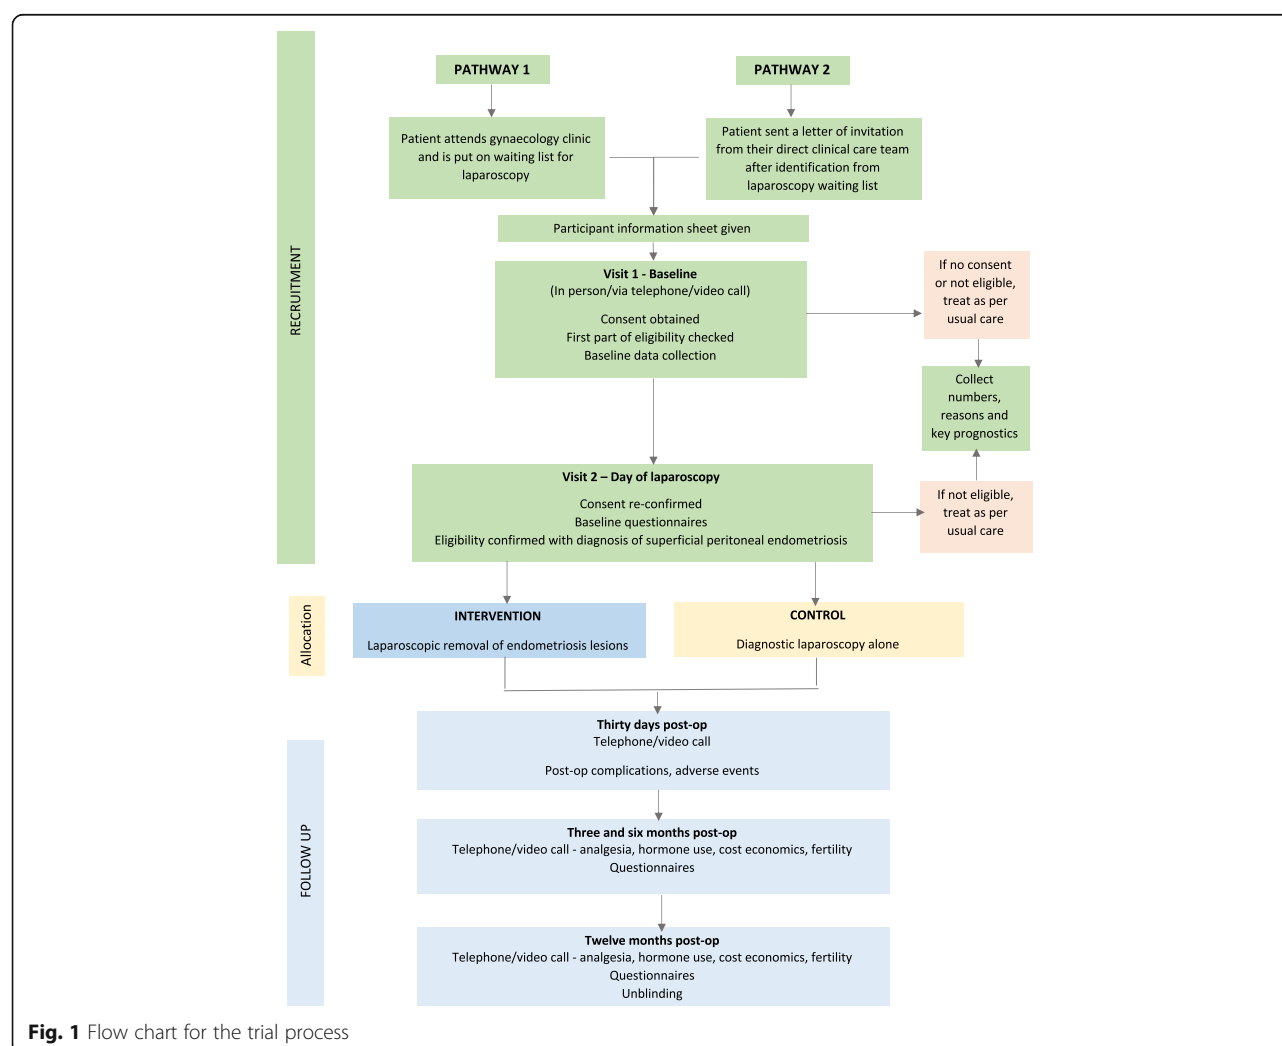 RECRUITMENT
PATHWAY 1
PATHWAY 2
Patient attends gynaecology clinic
and is put on waiting list for
laparoscopy
Patient sent a letter of invitation
from their direct clinical care team
after identification from
laparoscopy waiting list
Participant information sheet given
Visit 1 - Baseline
(In person/via telephone/video call)
Consent obtained
First part of eligibility checked
Baseline data collection
If no consent
or not eligible,
treat as per
usual care
Collect
numbers,
reasons and
key prognostics
Visit 2 – Day of laparoscopy
Consent re-confirmed
Baseline questionnaires
Eligibility confirmed with diagnosis of superficial peritoneal endometriosis
If not eligible,
treat as per
usual care
Allocation
INTERVENTION
Laparoscopic removal of endometriosis lesions
CONTROL
Diagnostic laparoscopy alone
FOLLOW UP
Thirty days post-op
Telephone/video call
Post-op complications, adverse events
Three and six months post-op
Telephone/video call - analgesia, hormone use, cost economics, fertility
Questionnaires
Twelve months post-op
Telephone/video call - analgesia, hormone use, cost economics, fertility
Questionnaires
Unblinding
Fig. 1 Flow chart for the trial process